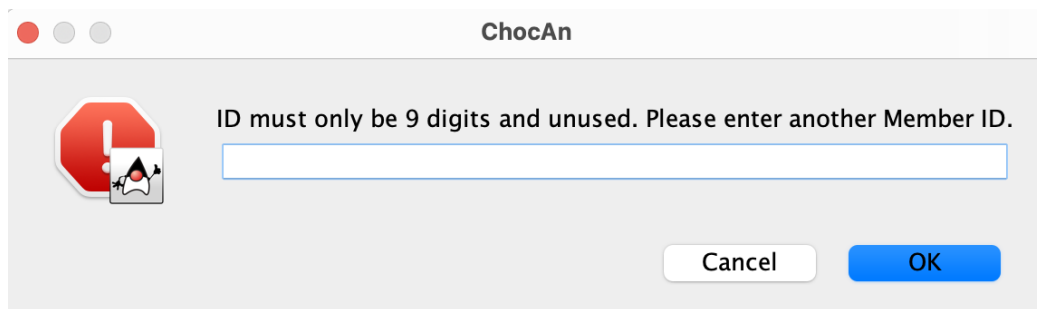 ChocAn
ID must only be 9 digits and unused. Please enter another Member ID.
Cancel
OK